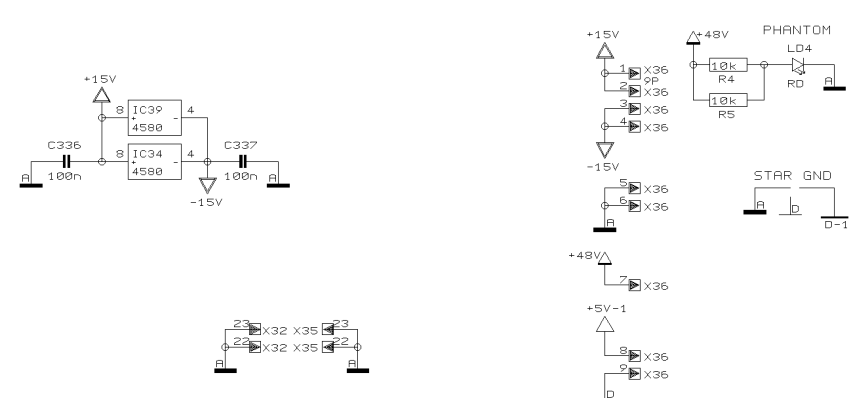 +15V
8 IC39 4
+ -
4580
C336
8 IC34 4
+ -
4580
C337
100n
100n
A
A
-15V
23 X32 X35 23
22 X32 X35 22
A
A
+15V
1 X36
9P
2 X36
3 X36
4 X36
-15V
5 X36
6 X36
A
+48V
7 X36
+5V-1
8 X36
9 X36
D
PHANTOM
+48V
LD4
10k
R4
RD
A
10k
R5
STAR GND
A
D
D-1